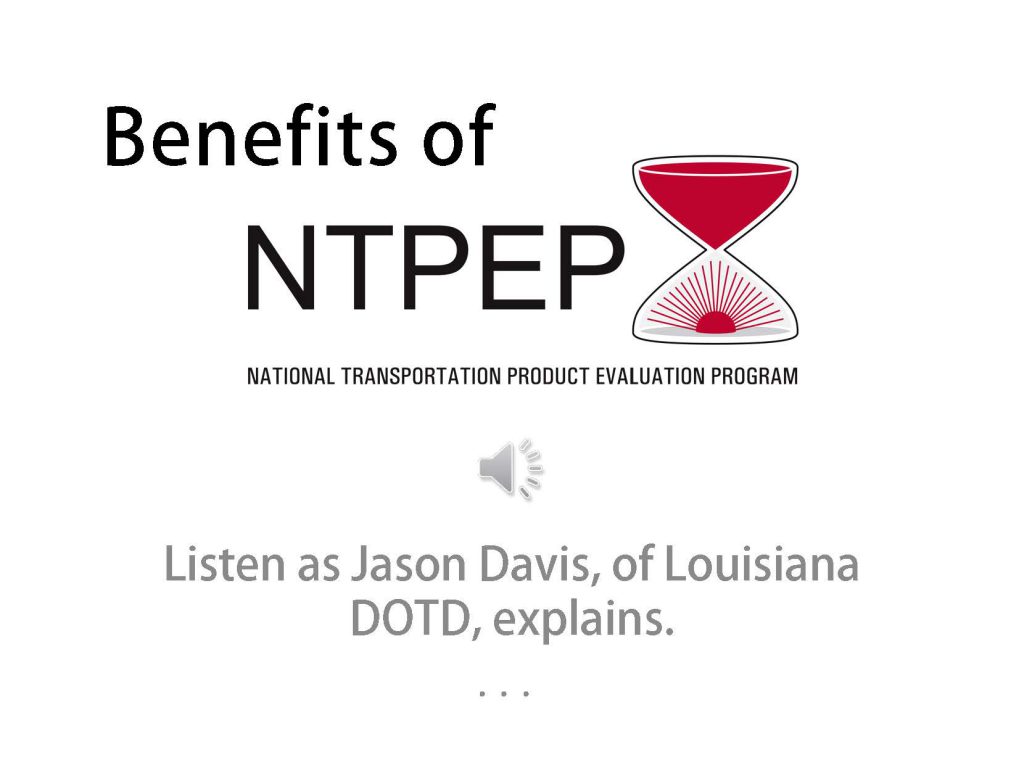 Benefits of
NTPEP
NATIONAL TRANSPORTATION PRODUCT EVALUATION PROGRAM
Listen as Jason Davis, of Louisiana
DOTD, explains.
. . .